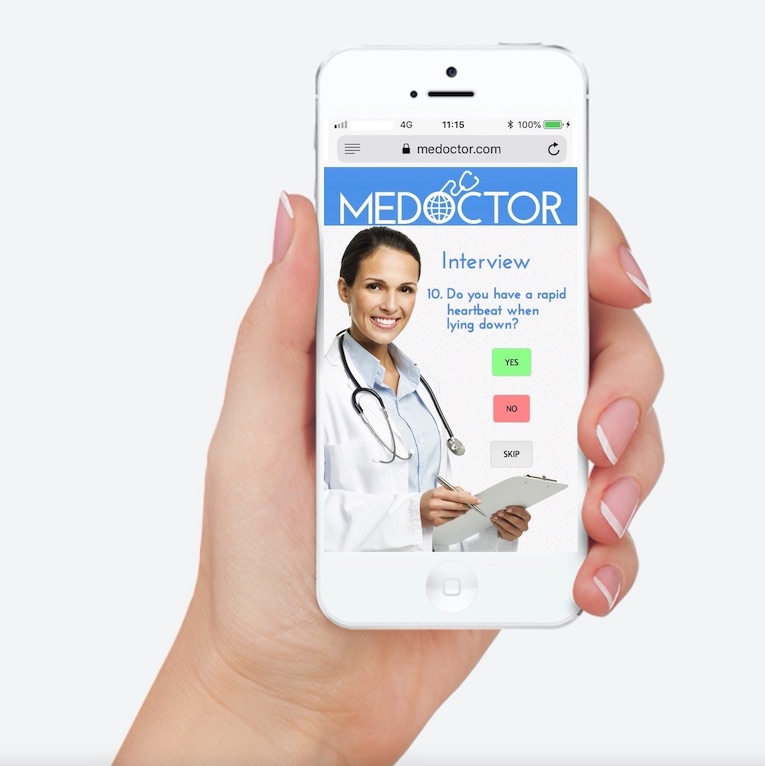 4G 11:15 100%
medoctor.com
MEDOCTOR
Interview
10. Do you have a rapid
heartbeat when
lying down?
YES
NO
SKIP